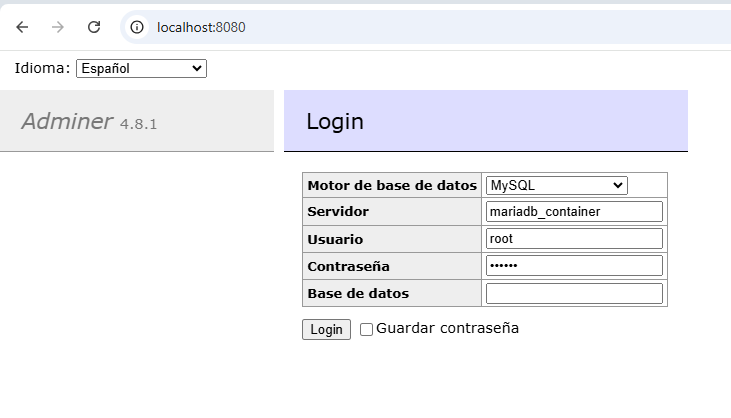 localhost:8080
Idioma: Español
Adminer 4.8.1
Login
Motor de base de datos MySQL
Servidor mariadb_container
Usuario root
Contraseña ••••••
Base de datos
Login Guardar contraseña